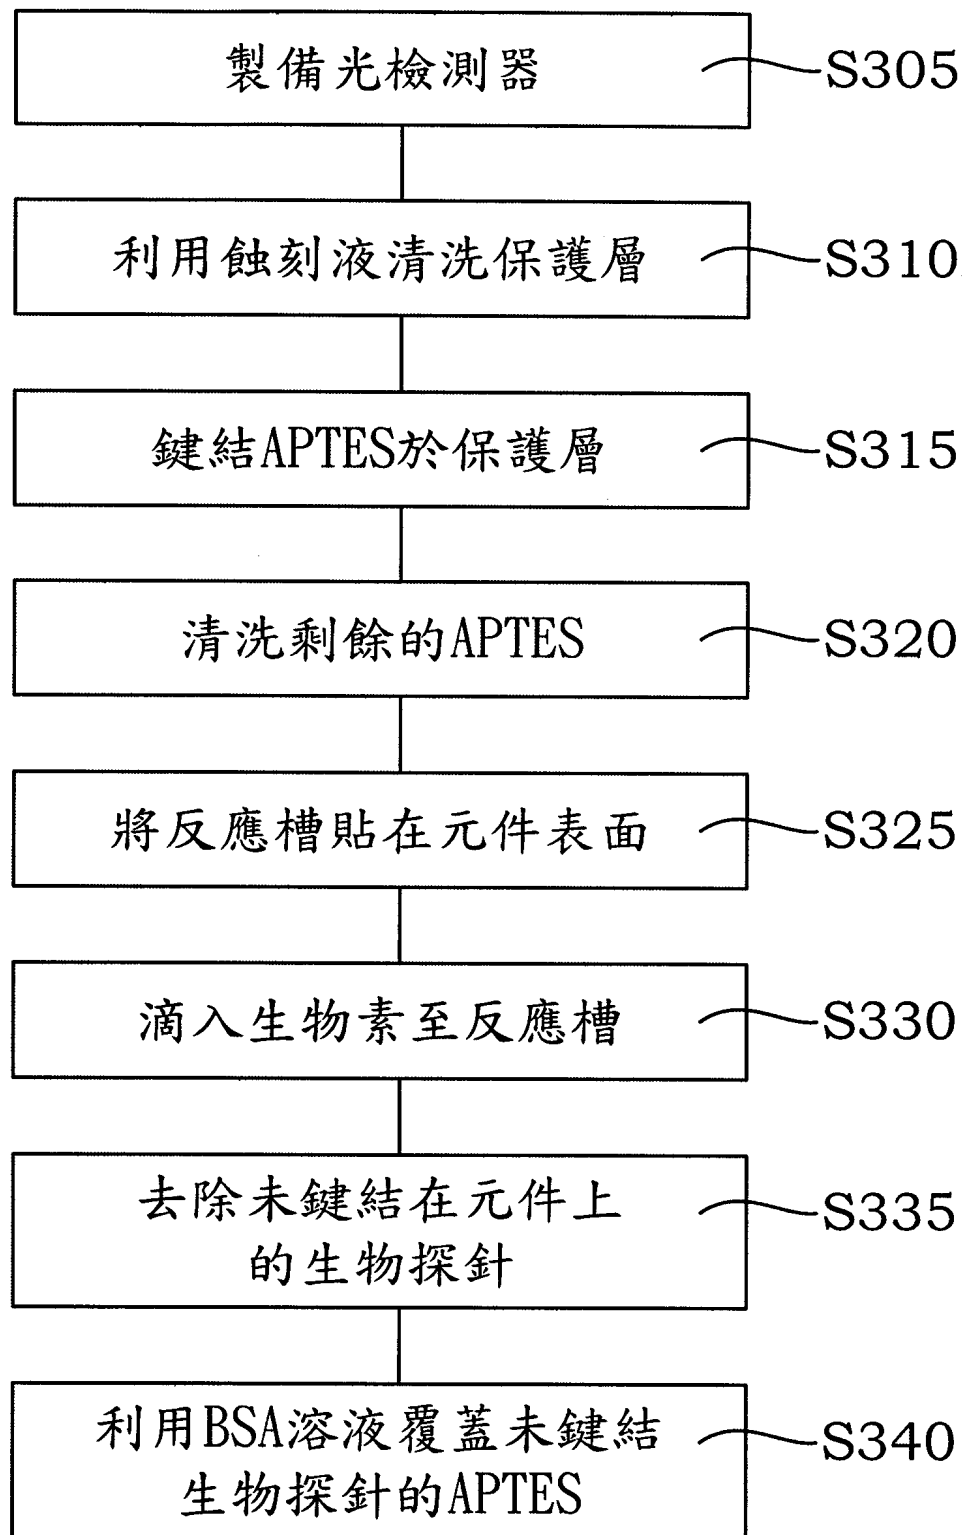 製備光檢測器 S305
利用蝕刻液清洗保護層 S310
鍵結APTES於保護層 S315
清洗剩餘的APTES S320
將反應槽貼在元件表面 S325
滴入生物素至反應槽 S330
去除未鍵結在元件上 S335
的生物探針
利用BSA溶液覆蓋未鍵結 S340
生物探針的APTES